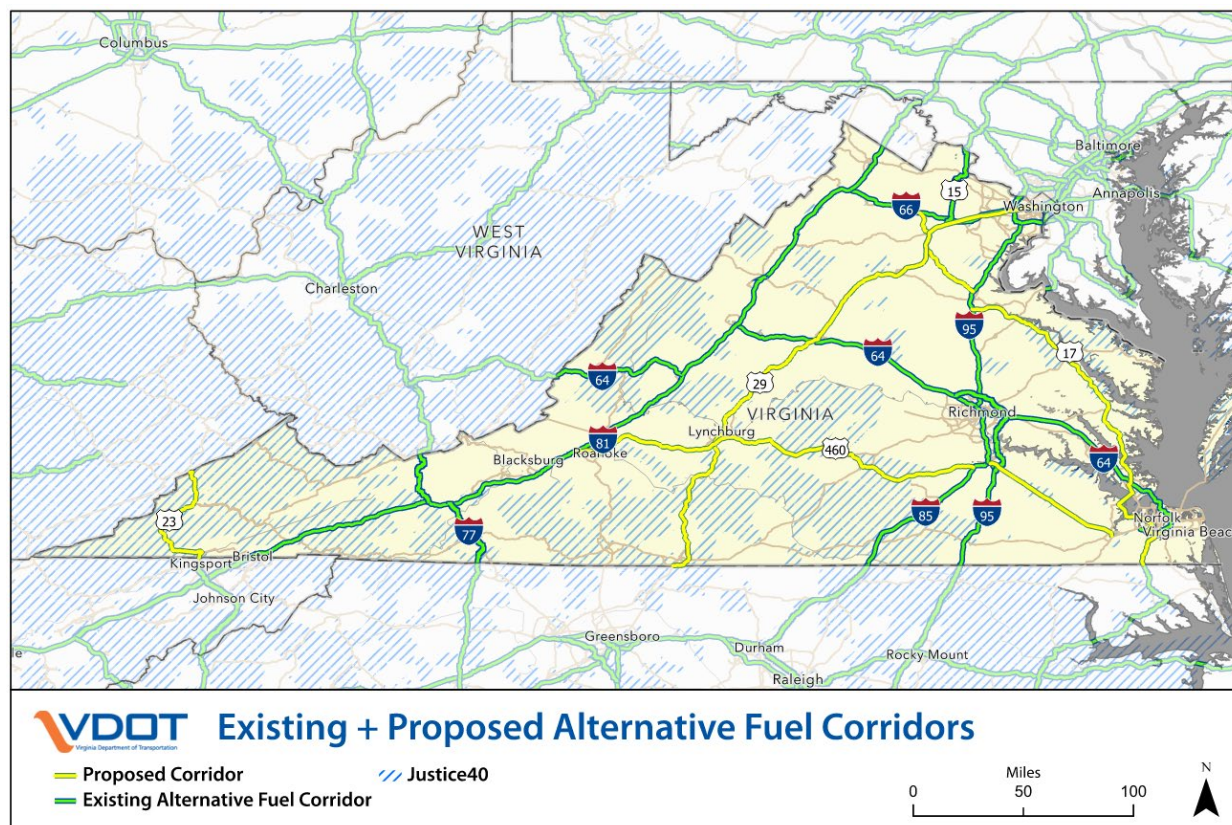 Columbus
Baltimore
Annapolis
15
66
Washington
WEST
VIRGINIA
Charleston
95
64
17
64
29
VIRGINIA
Richmond
Lynchburg
81
460
Blacksburg
Roanoke
64
23
85
95
77
Norfolk
Virginia Beac
Bristol
Kingsport
Johnson City
Greensboro
Durham
Rocky Mount
Raleigh
le
VDOT
Virginia Department of Transportation
Existing + Proposed Alternative Fuel Corridors
Proposed Corridor
Justice40
Existing Alternative Fuel Corridor
Miles
0 50 100
N